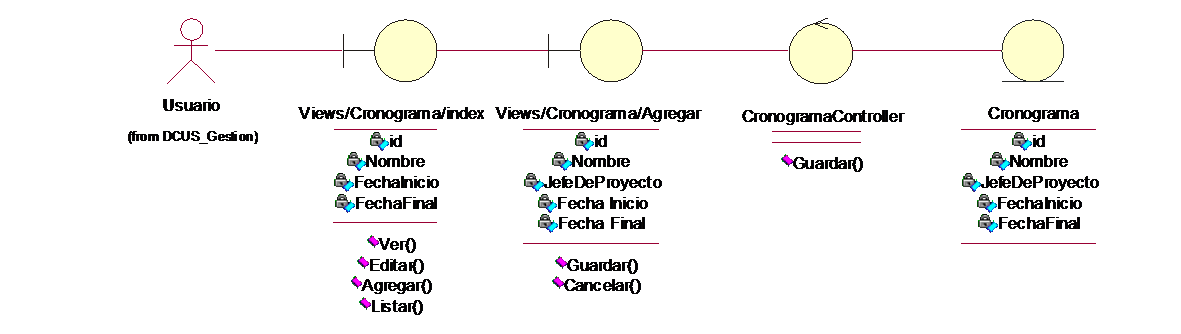 Usuario
(from DCUS_Gestion)
Views/Cronograma/index
id
Nombre
FechaInicio
FechaFinal
Ver()
Editar()
Agregar()
Listar()
Views/Cronograma/Agregar
id
Nombre
JefeDeProyecto
Fecha Inicio
Fecha Final
Guardar()
Cancelar()
CronogramaController
Guardar()
Cronograma
id
Nombre
JefeDeProyecto
FechaInicio
FechaFinal